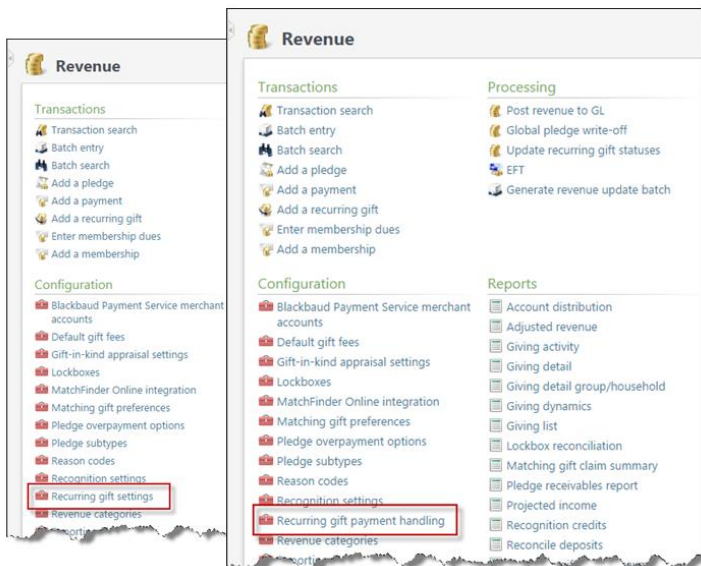 Revenue
Transactions
Transaction search
Batch entry
Batch search
Add a pledge
Add a payment
Add a recurring gift
Enter membership dues
Add a membership
Configuration
Blackbaud Payment Service merchant
accounts
Default gift fees
Gift-in-kind appraisal settings
Lockboxes
MatchFinder Online integration
Matching gift preferences
Pledge overpayment options
Pledge subtypes
Reason codes
Recognition settings
Recurring gift settings
Revenue categories
Revenue
Transactions
Transaction search
Batch entry
Batch search
Add a pledge
Add a payment
Add a recurring gift
Enter membership dues
Add a membership
Processing
Post revenue to GL
Global pledge write-off
Update recurring gift statuses
EFT
Generate revenue update batch
Configuration
Blackbaud Payment Service merchant
accounts
Default gift fees
Gift-in-kind appraisal settings
Lockboxes
MatchFinder Online integration
Matching gift preferences
Pledge overpayment options
Pledge subtypes
Reason codes
Recognition settings
Recurring gift payment handling
Revenue categories
Reports
Account distribution
Adjusted revenue
Giving activity
Giving detail
Giving detail group/household
Giving dynamics
Giving list
Lockbox reconciliation
Matching gift claim summary
Pledge receivables report
Projected income
Recognition credits
Reconcile deposits